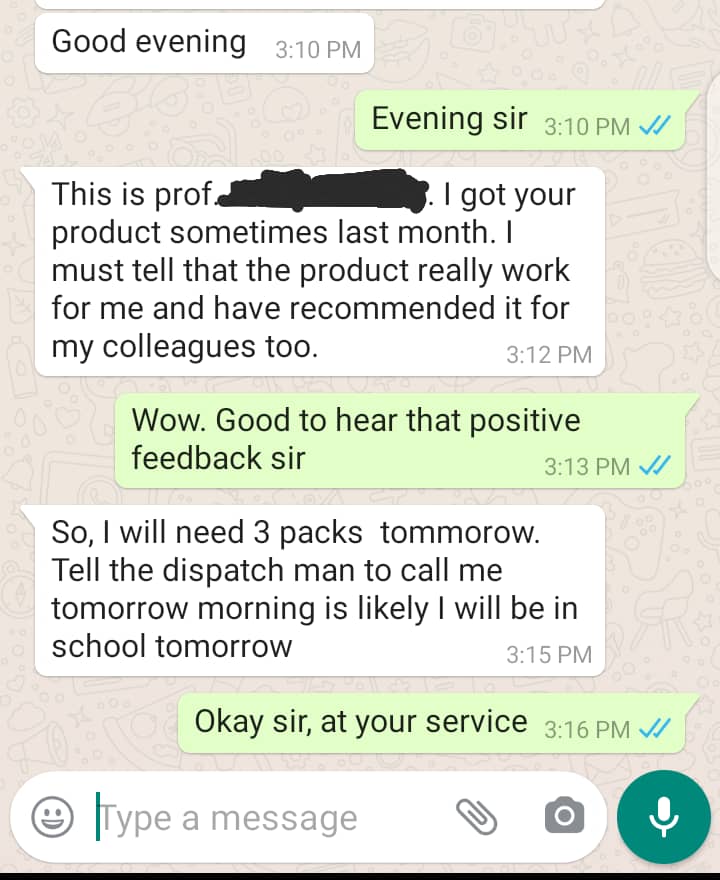 Good evening 3:10 PM
Evening sir 3:10 PM
This is prof. . I got your
product sometimes last month. I
must tell that the product really work
for me and have recommended it for
my colleagues too. 3:12 PM
Wow. Good to hear that positive
feedback sir 3:13 PM
So, I will need 3 packs  tommorow.
Tell the dispatch man to call me
tomorrow morning is likely I will be in
school tomorrow 3:15 PM
Okay sir, at your service 3:16 PM
Type a message